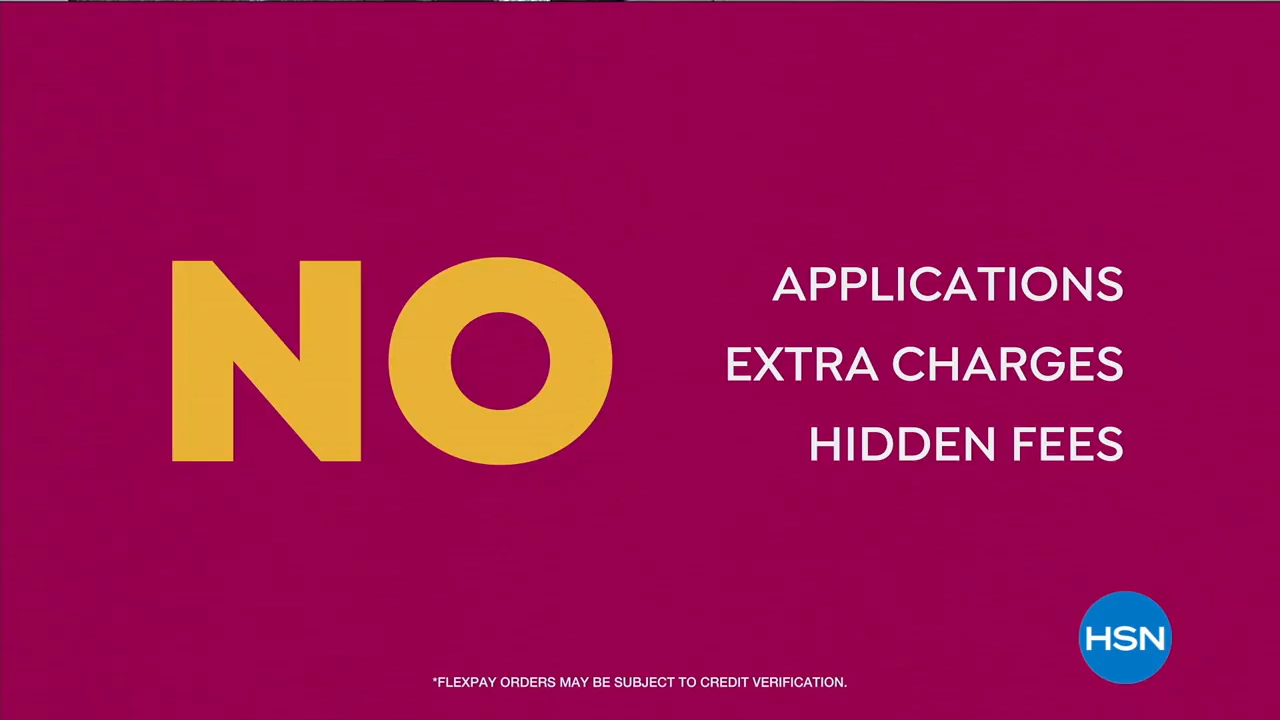 NO
APPLICATIONS
EXTRA CHARGES
HIDDEN FEES
HSN
*FLEXPAY ORDERS MAY BE SUBJECT TO CREDIT VERIFICATION.